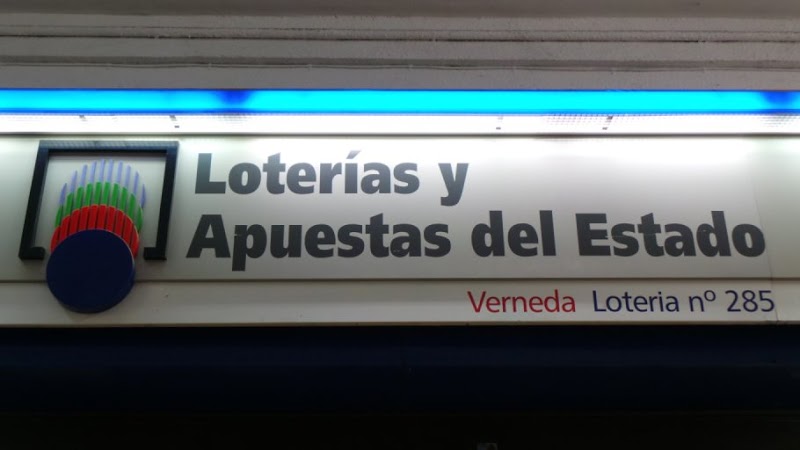 Loterías y
Apuestas del Estado
Verneda Loteria nº 285